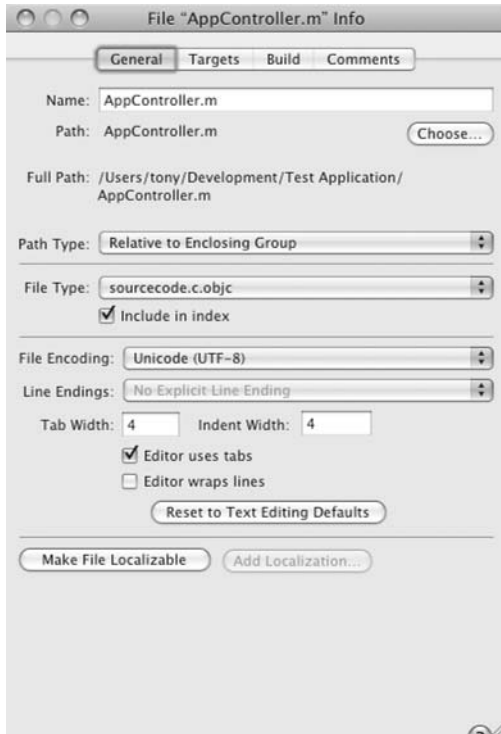 File “AppController.m” Info
General Targets Build Comments
Name: AppController.m
Path: AppController.m Choose...
Full Path: /Users/tony/Development/Test Application/
AppController.m
Path Type: Relative to Enclosing Group
File Type: sourcecode.c.objc
Include in index
File Encoding: Unicode (UTF-8)
Line Endings: No Explicit Line Ending
Tab Width: 4 Indent Width: 4
Editor uses tabs
Editor wraps lines
Reset to Text Editing Defaults
Make File Localizable Add Localization...
?